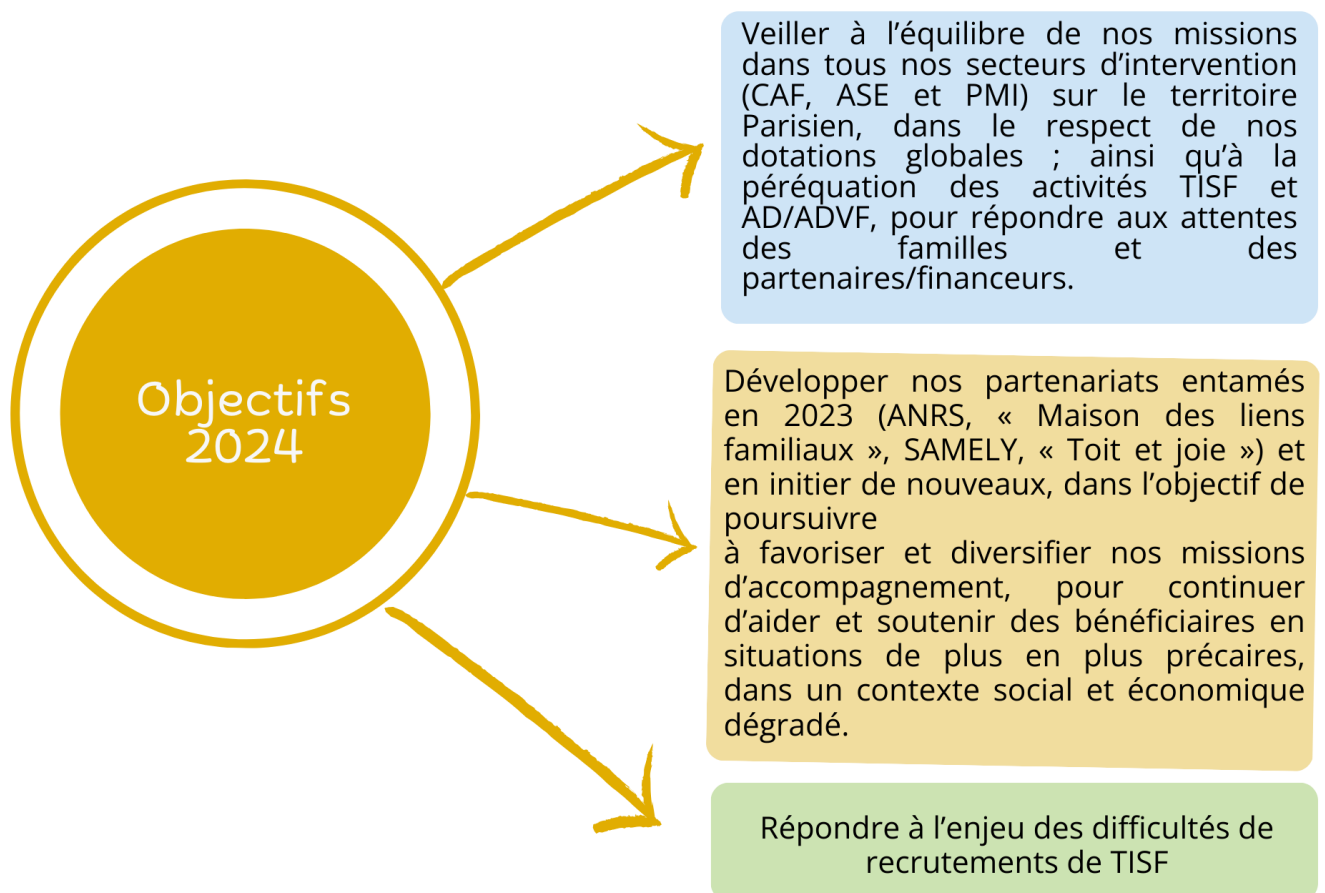 Objectifs
2024
Veiller à l’équilibre de nos missions
dans tous nos secteurs d’intervention
(CAF, ASE et PMI) sur le territoire
Parisien, dans le respect de nos
dotations globales ; ainsi qu’à la
péréquation des activités TISF et
AD/ADVF, pour répondre aux attentes
des familles et des
partenaires/financeurs.
Développer nos partenariats entamés
en 2023 (ANRS, « Maison des liens
familiaux », SAMELY, « Toit et joie ») et
en initier de nouveaux, dans l’objectif de
poursuivre
à favoriser et diversifier nos missions
d’accompagnement, pour continuer
d’aider et soutenir des bénéficiaires en
situations de plus en plus précaires,
dans un contexte social et économique
dégradé.
Répondre à l’enjeu des difficultés de
recrutements de TISF